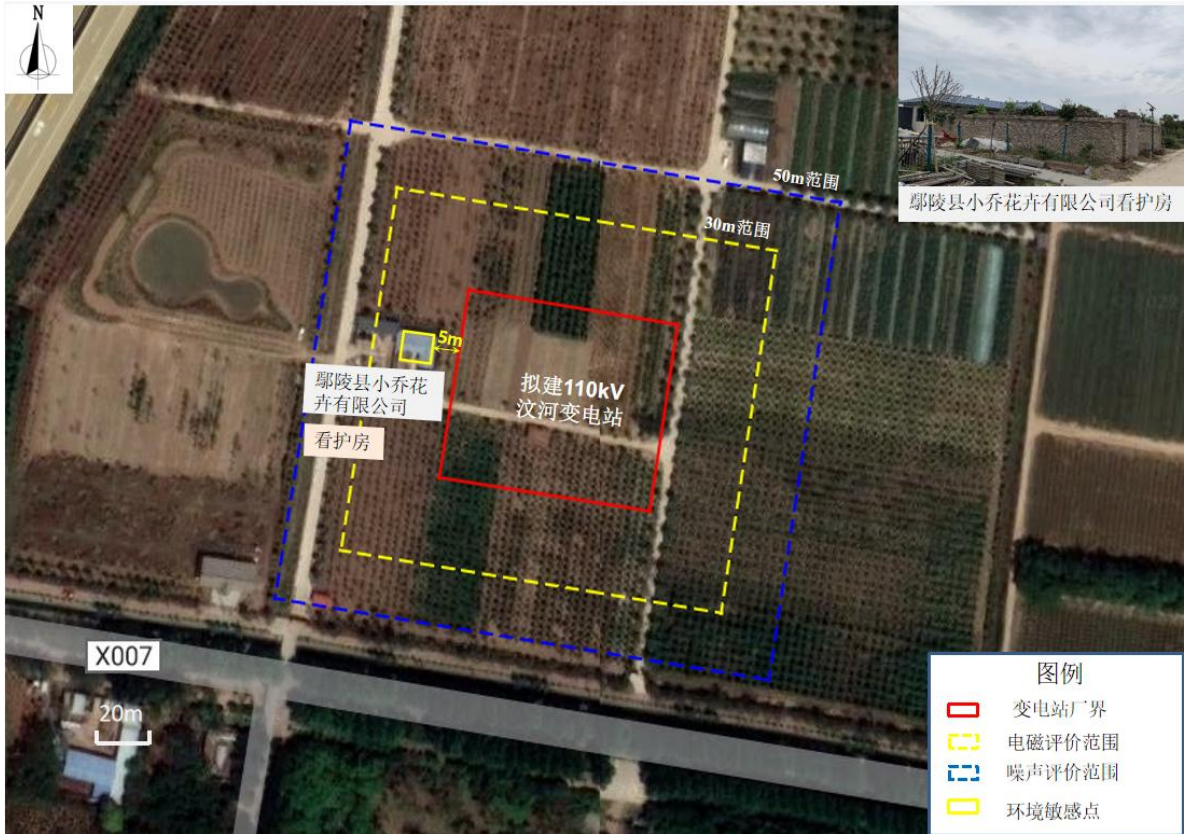 N
鄢陵县小乔花卉有限公司看护房
50m范围
30m范围
5m
鄢陵县小乔花
卉有限公司
看护房
拟建110kV
汶河变电站
X007
20m
图例
变电站厂界
电磁评价范围
噪声评价范围
环境敏感点